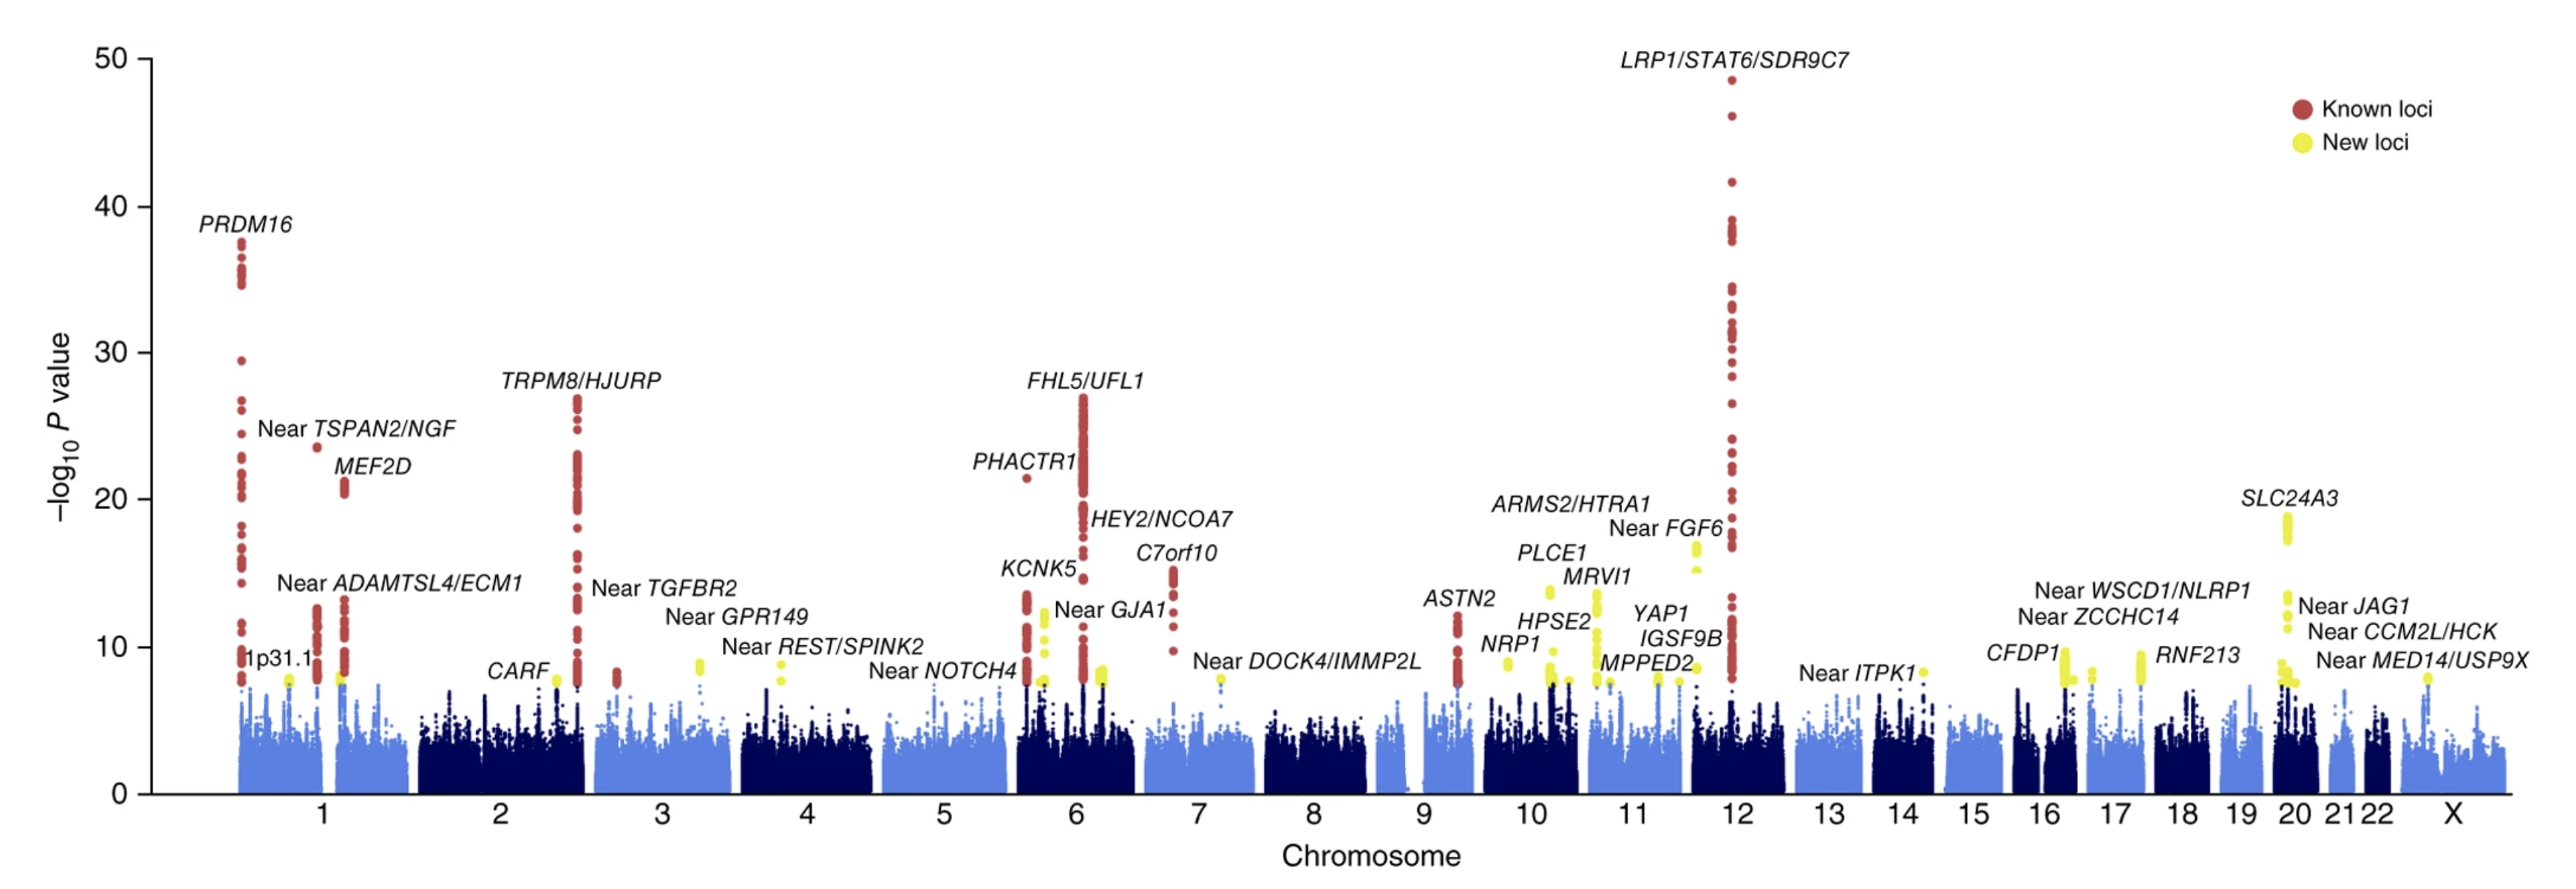 50
LRP1/STAT6/SDR9C7
Known loci
New loci
40
PRDM16
30
TRPM8/HJURP
FHL5/UFL1
Near TSPAN2/NGF
MEF2D
PHACTR1
20
SLC24A3
ARMS2/HTRA1
HEY2/NCOA7
Near FGF6
C7orf10
PLCE1
KCNK5
MRVI1
Near ADAMTSL4/ECM1
Near TGFBR2
Near WSCD1/NLRP1
ASTN2
Near JAG1
Near GJA1
YAP1
Near GPR149
HPSE2
Near ZCCHC14
Near CCM2L/HCK
IGSF9B
NRP1
Near REST/SPINK2
10
1p31.1
CFDP1
RNF213
Near MED14/USP9X
Near DOCK4/IMMP2L
MPPED2
CARF
Near NOTCH4
Near ITPK1
0
–log10 P value
1 2 3 4 5 6 7 8 9 10 11 12 13 14 15 16 17 18 19 20 21 22 X
Chromosome